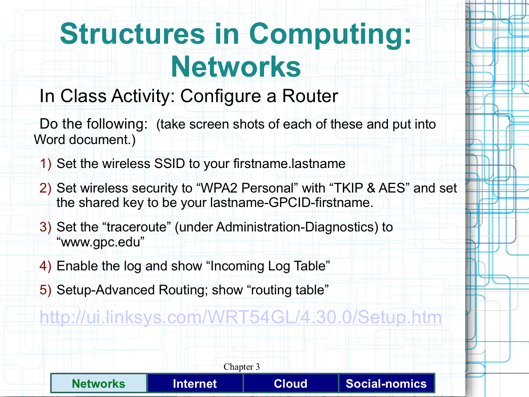 Structures in Computing:
Networks
In Class Activity: Configure a Router
Do the following:  (take screen shots of each of these and put into
Word document.)
1) Set the wireless SSID to your firstname.lastname
2) Set wireless security to “WPA2 Personal” with “TKIP & AES” and set
the shared key to be your lastname-GPCID-firstname.
3) Set the “traceroute” (under Administration-Diagnostics) to
“www.gpc.edu”
4) Enable the log and show “Incoming Log Table”
5) Setup-Advanced Routing; show “routing table”
http://ui.linksys.com/WRT54GL/4.30.0/Setup.htm
Chapter 3
Networks Internet Cloud Social-nomics